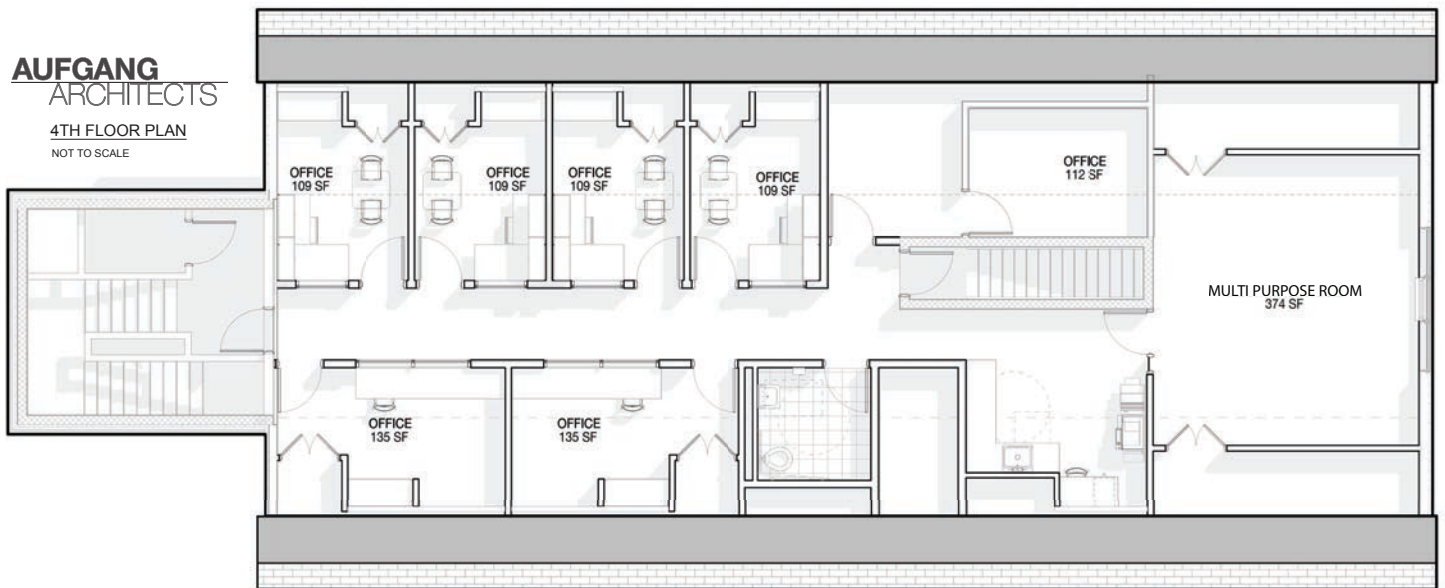 AUFGANG
ARCHITECTS
4TH FLOOR PLAN
NOT TO SCALE
OFFICE
109 SF
OFFICE
109 SF
OFFICE
109 SF
OFFICE
109 SF
OFFICE
112 SF
MULTI PURPOSE ROOM
374 SF
OFFICE
135 SF
OFFICE
135 SF